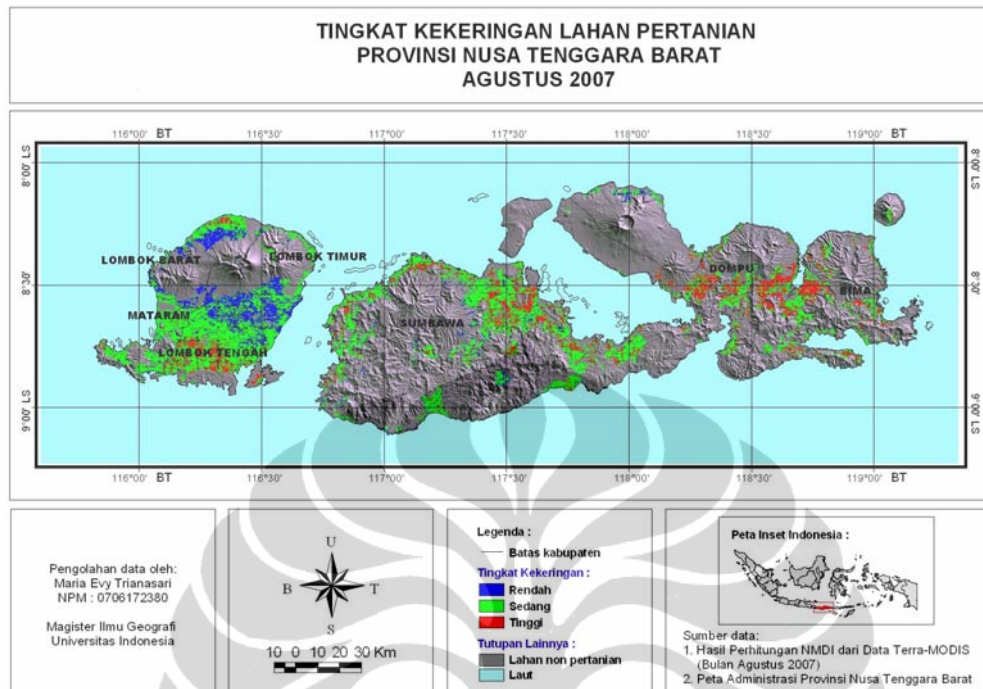 TINGKAT KEKERINGAN LAHAN PERTANIAN
PROVINSI NUSA TENGGARA BARAT
AGUSTUS 2007
116°00' BT
116°30'
117°00'
117°30'
118°00'
118°30'
119°00' BT
8°00' LS
8°00' LS
LOMBOK BARAT
LOMBOK TIMUR
DOMPU
BIMA
MATARAM
SUMBAWA
LOMBOK TENGAH
9°00' LS
9°00' LS
116°00' BT
116°30'
117°00'
117°30'
118°00'
118°30'
119°00' BT
Pengolahan data oleh:
Maria Evy Trianasari
NPM : 0706172380
Magister Ilmu Geografi
Universitas Indonesia
U
B T
S
10 0 10 20 30 Km
Legenda :
Batas kabupaten
Tingkat Kekeringan :
Rendah
Sedang
Tinggi
Tutupan Lainnya :
Lahan non pertanian
Laut
Peta Inset Indonesia :
Sumber data:
1. Hasil Perhitungan NMDI dari Data Terra-MODIS
(Bulan Agustus 2007)
2. Peta Administrasi Provinsi Nusa Tenggara Barat